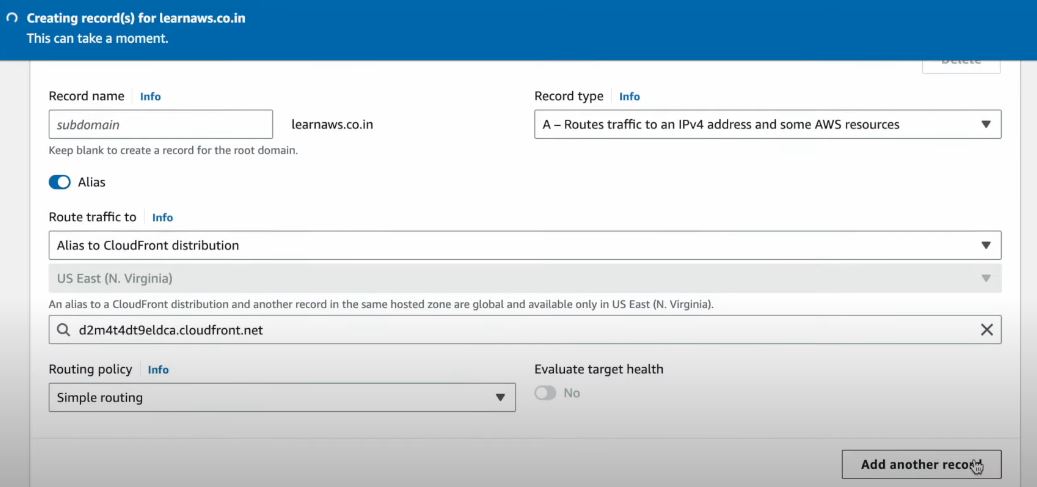 Creating record(s) for learnaws.co.in
This can take a moment.
Delete
Record name Info
Record type Info
subdomain
learnaws.co.in
A – Routes traffic to an IPv4 address and some AWS resources
Keep blank to create a record for the root domain.
Alias
Route traffic to Info
Alias to CloudFront distribution
US East (N. Virginia)
An alias to a CloudFront distribution and another record in the same hosted zone are global and available only in US East (N. Virginia).
d2m4t4dt9eldca.cloudfront.net
Routing policy Info
Evaluate target health
Simple routing
No
Add another record